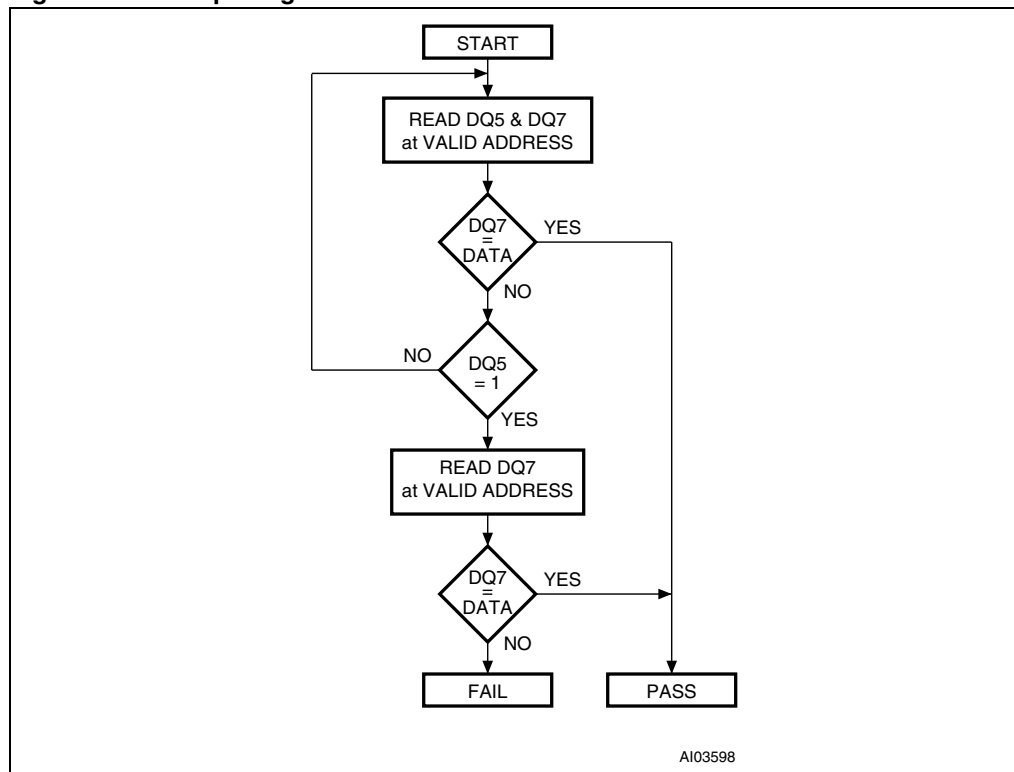 START
READ DQ5 & DQ7
at VALID ADDRESS
DQ7
=
DATA
YES
NO
NO
DQ5
= 1
YES
READ DQ7
at VALID ADDRESS
DQ7
=
DATA
YES
NO
FAIL
PASS
AI03598